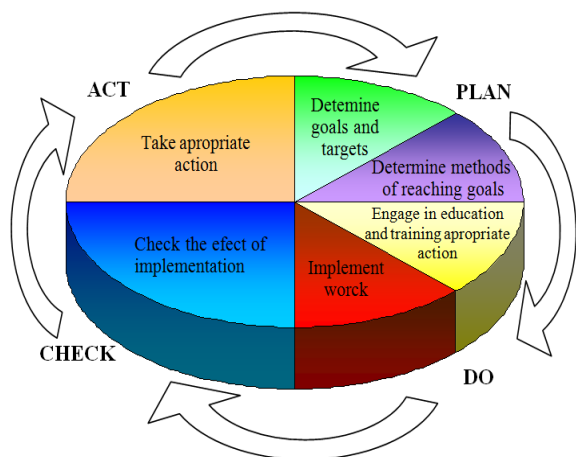 ACT
PLAN
Detemine
goals and
targets
Take apropriate
action
Determine methods
of reaching goals
Engage in education
and training apropriate
action
Check the efect of
implementation
Implement
worck
CHECK
DO